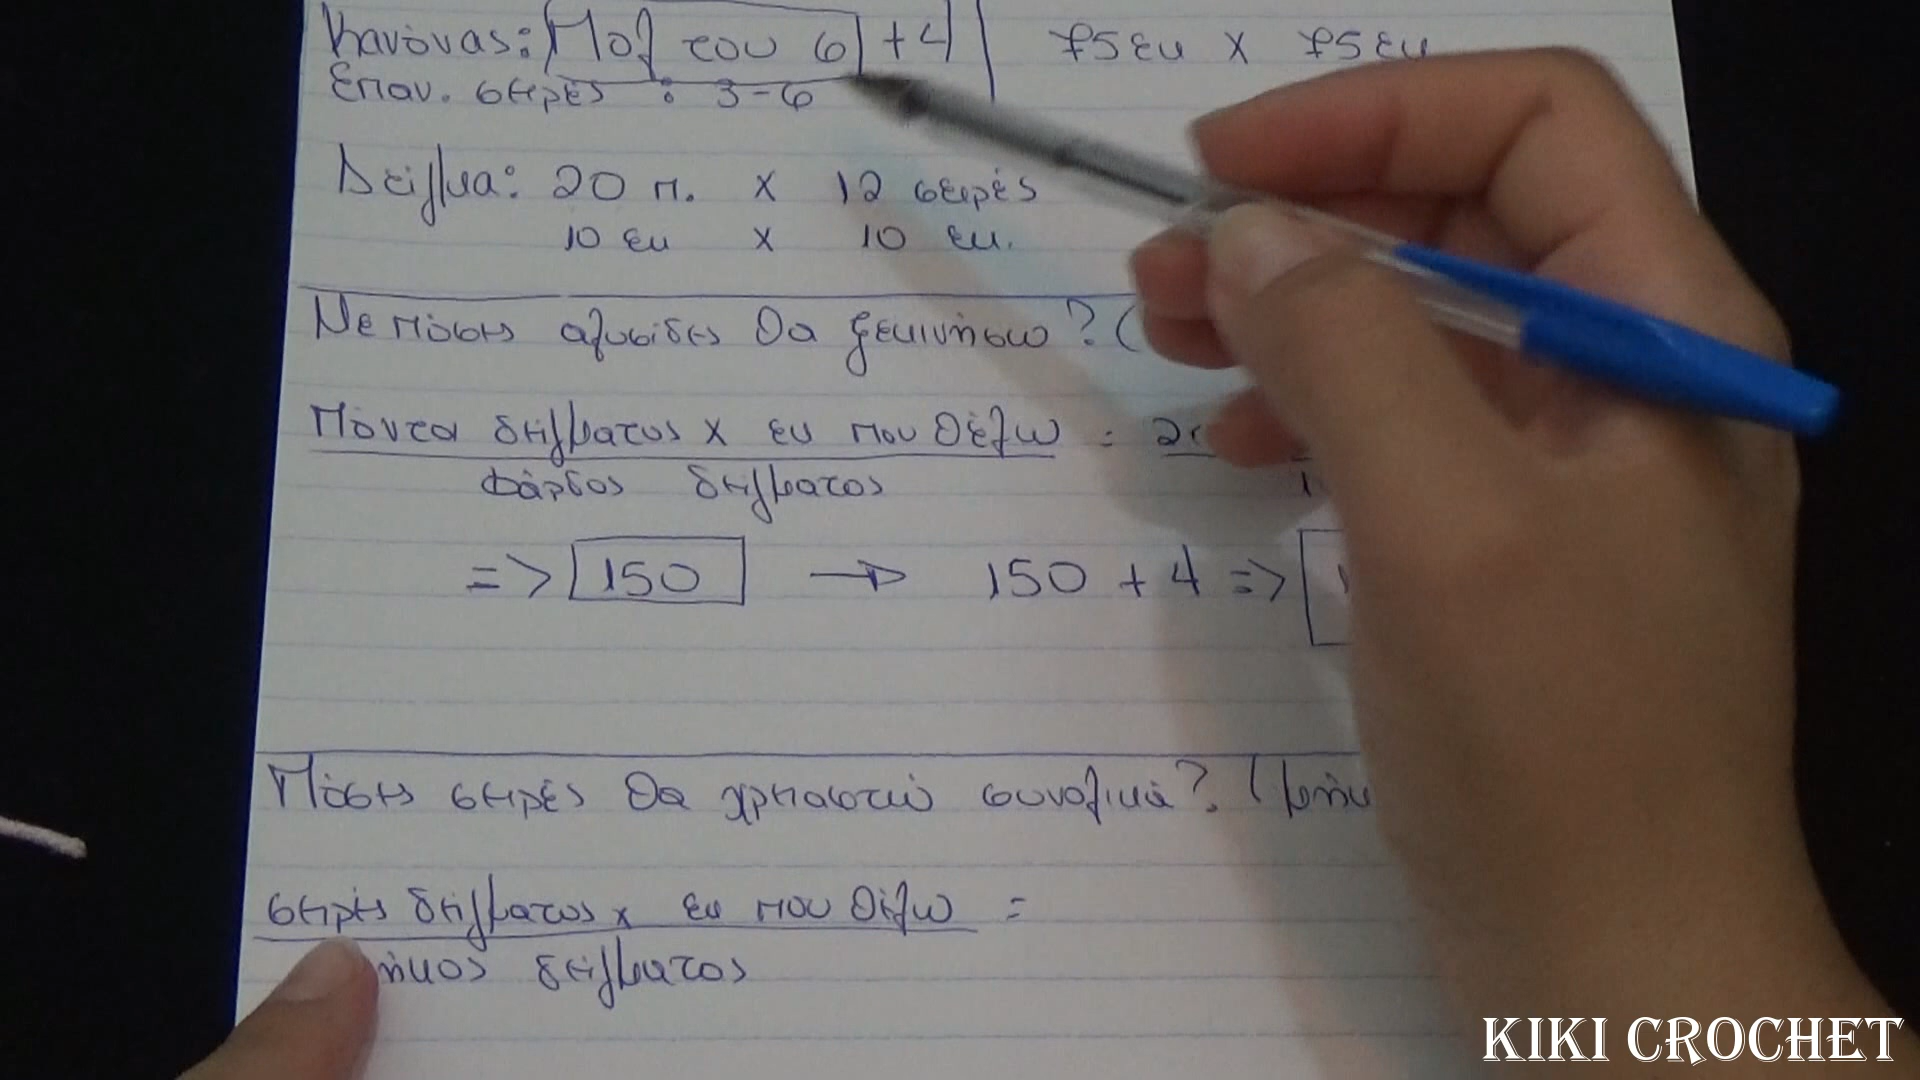 Κανόνας: Πολ του 6 + 4 75 εκ x 75 εκ
Επαν. σειρές : 3-6
Δείγμα: 20 π. x 12 σειρές
10 εκ x 10 εκ.
Με πόσες αλυσίδες θα ξεκινήσω? (
Πόντοι δείγματος x εκ που θέλω =
Φάρδος δείγματος
=> 150 → 150 + 4 =>
Πόσες σειρές θα χρειαστώ συνολικά? (
σειρές δείγματος x εκ που θέλω =
δείγματος
KIKI CROCHET